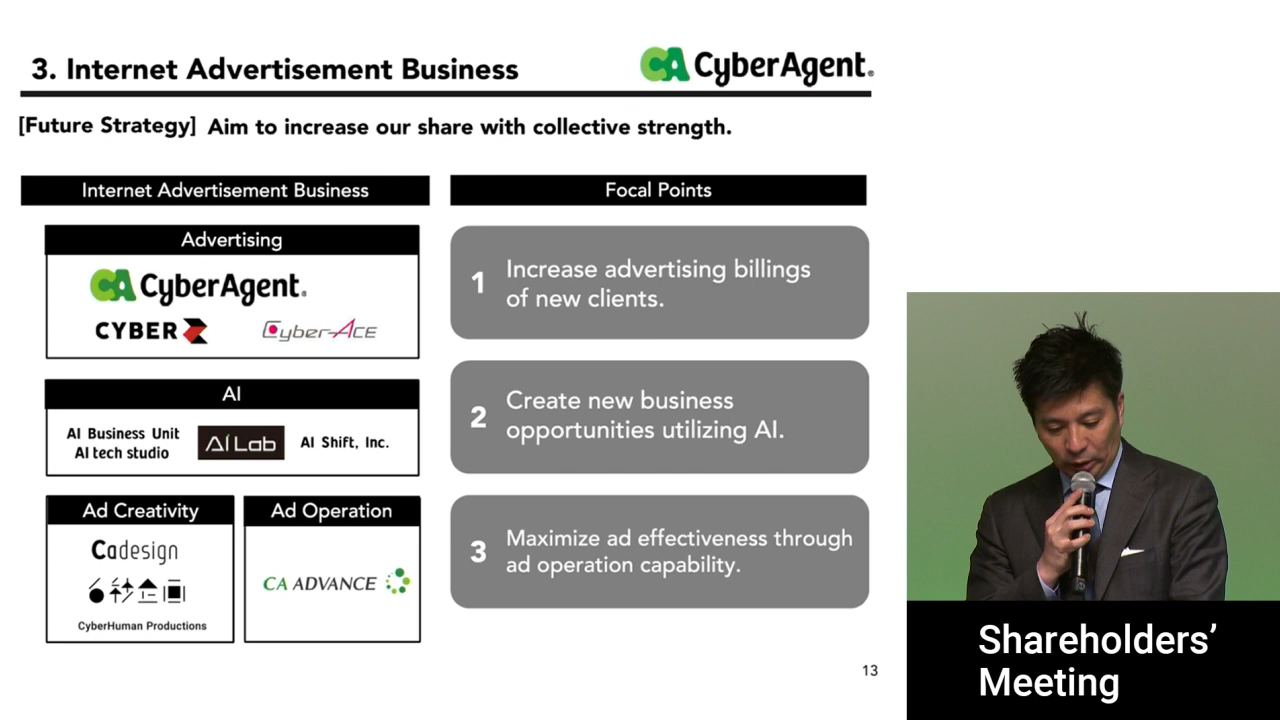 3. Internet Advertisement Business
CyberAgent®
[Future Strategy] Aim to increase our share with collective strength.
Internet Advertisement Business
Advertising
CyberAgent®
CYBER Z
Cyber-ACE
AI
AI Business Unit
AI tech studio
AI Lab
AI Shift, Inc.
Ad Creativity
Cadesign
CyberHuman Productions
Ad Operation
CA ADVANCE
Focal Points
1
Increase advertising billings
of new clients.
2
Create new business
opportunities utilizing AI.
3
Maximize ad effectiveness through
ad operation capability.
13
Shareholders’
Meeting